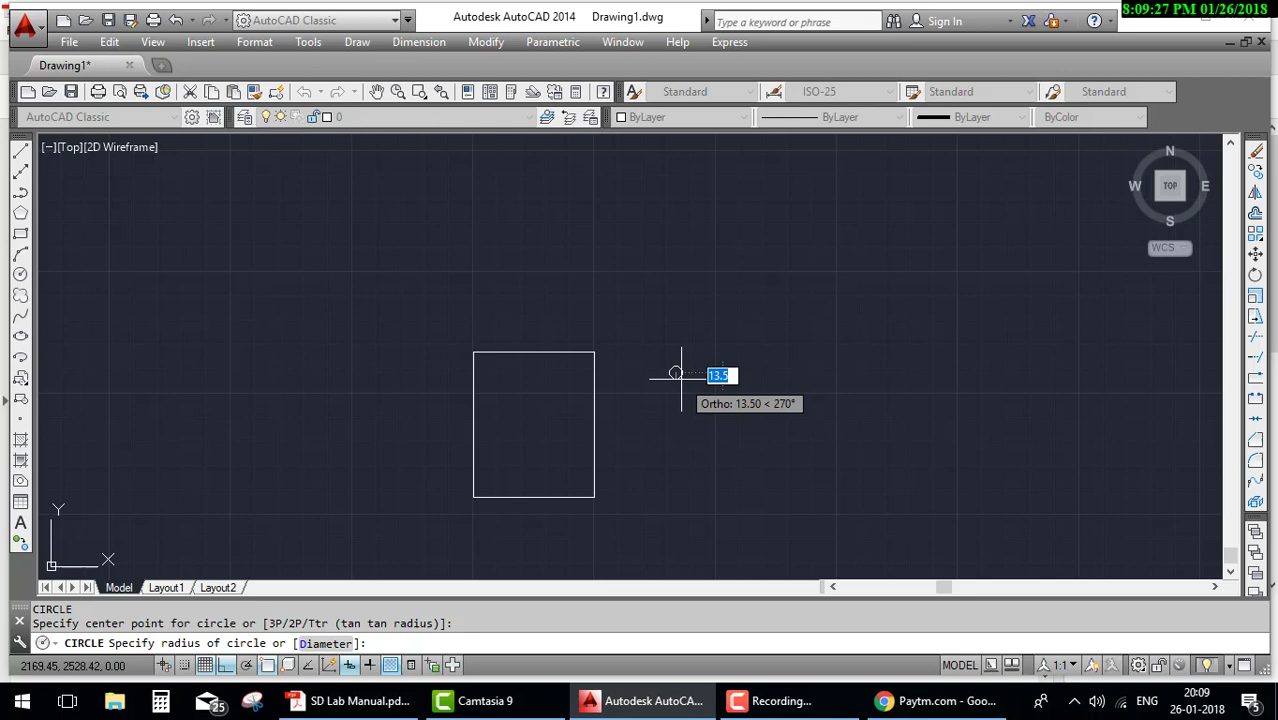 8:09:27 PM 01/26/2018
AutoCAD Classic
Autodesk AutoCAD 2014 Drawing1.dwg
Type a keyword or phrase
Sign In
File Edit View Insert Format Tools Draw Dimension Modify Parametric Window Help Express
Drawing1*
Standard ISO-25 Standard Standard
AutoCAD Classic 0 ByLayer ByLayer ByLayer ByColor
[−][Top][2D Wireframe]
N
W TOP E
S
WCS
13.5
Ortho: 13.50 < 270°
Y
X
Model Layout1 Layout2
CIRCLE
Specify center point for circle or [3P/2P/Ttr (tan tan radius)]:
CIRCLE Specify radius of circle or [Diameter]:
2169.45, 2528.42, 0.00 MODEL 1:1
25 SD Lab Manual.pd... Camtasia 9 Autodesk AutoCA... Recording... Paytm.com - Goo... ENG 20:09
26-01-2018 5